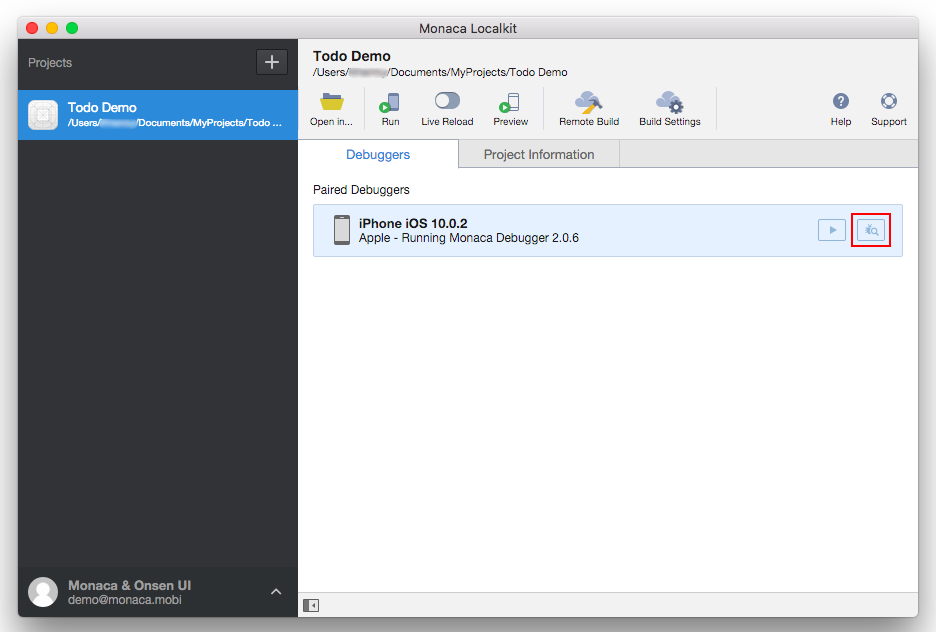 Monaca Localkit
Projects
Todo Demo
/Users/ /Documents/MyProjects/Todo ...
Todo Demo
/Users/ /Documents/MyProjects/Todo Demo
Open in...
Run
Live Reload
Preview
Remote Build
Build Settings
Help
Support
Debuggers
Project Information
Paired Debuggers
iPhone iOS 10.0.2
Apple - Running Monaca Debugger 2.0.6
Monaca & Onsen UI
demo@monaca.mobi